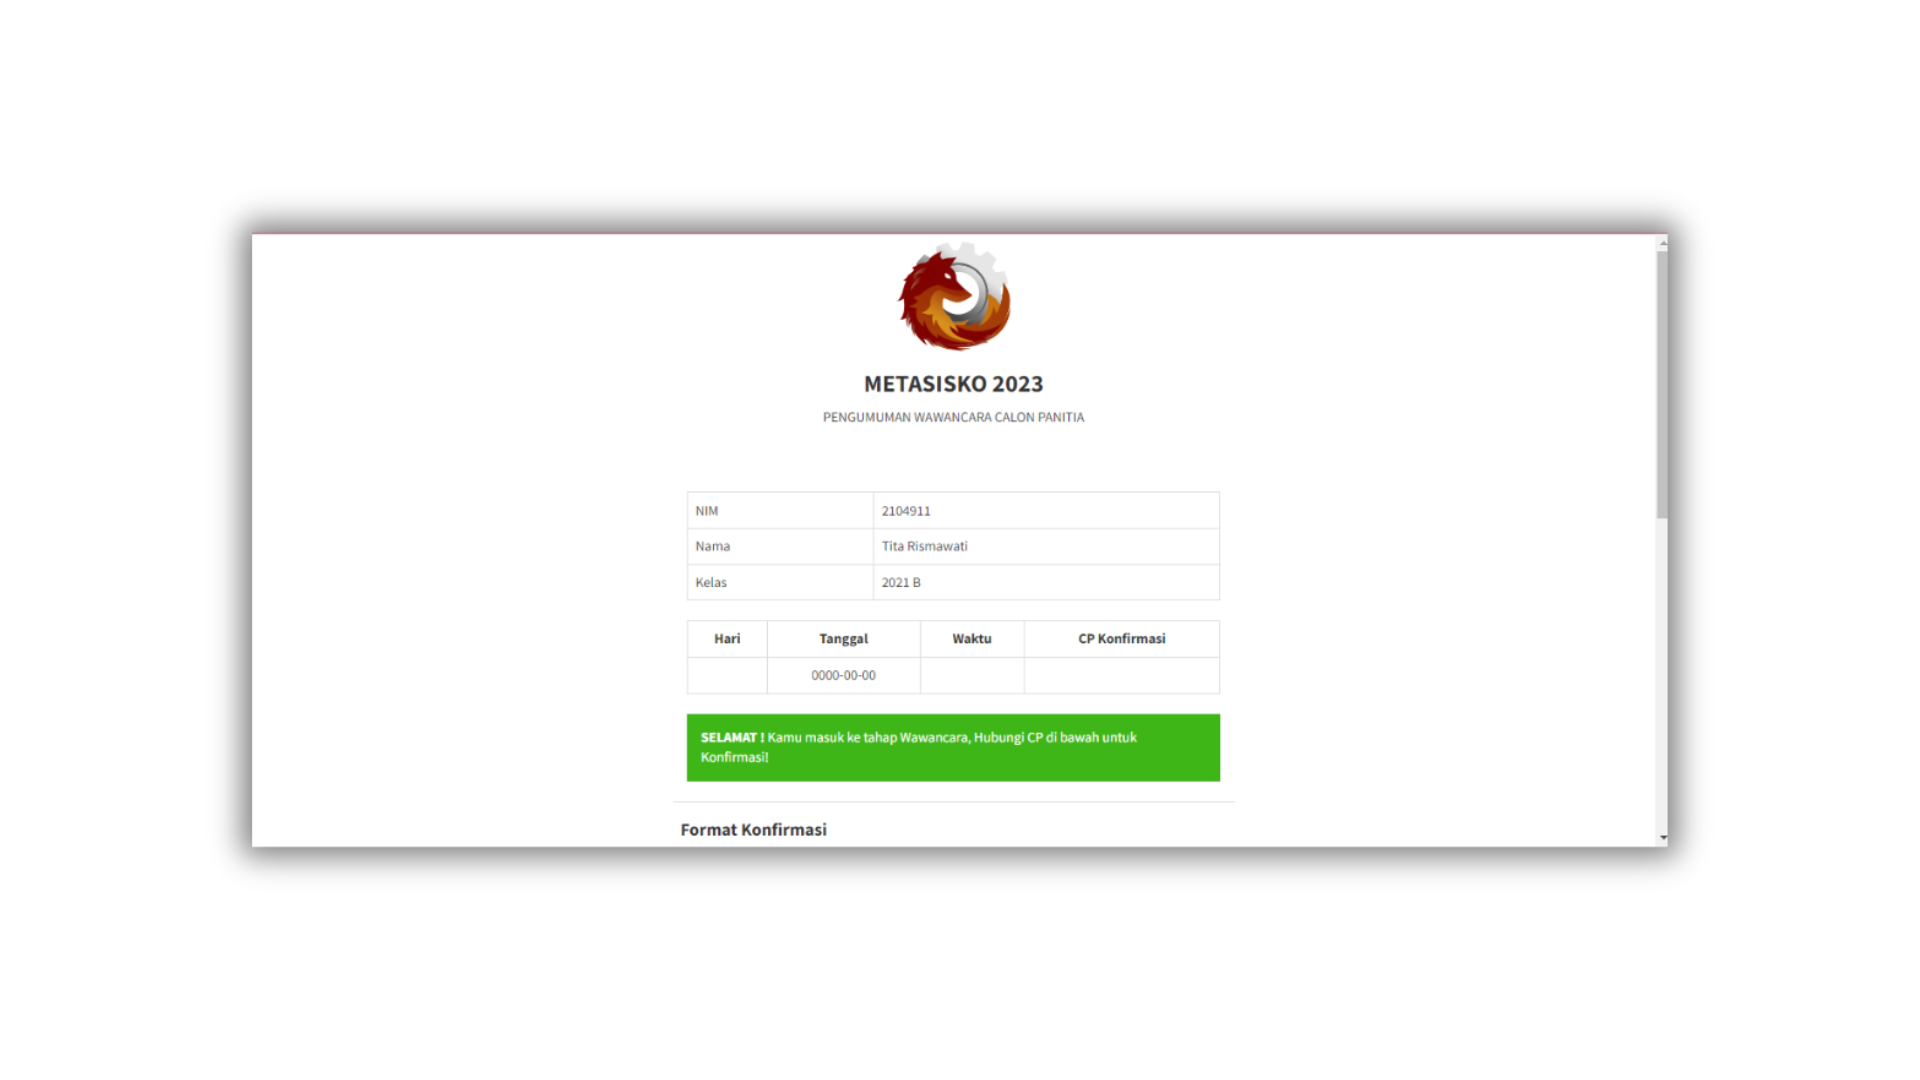 METASISKO 2023
PENGUMUMAN WAWANCARA CALON PANITIA
NIM 2104911
Nama Tita Rismawati
Kelas 2021 B
Hari Tanggal Waktu CP Konfirmasi
0000-00-00
SELAMAT ! Kamu masuk ke tahap Wawancara, Hubungi CP di bawah untuk
Konfirmasi!
Format Konfirmasi